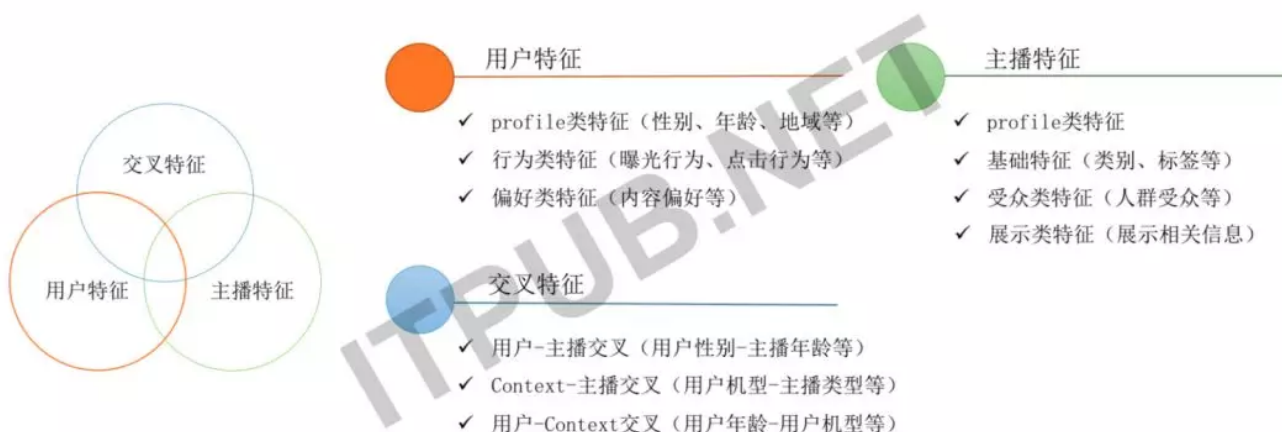 交叉特征
用户特征
主播特征
用户特征
✓ profile类特征（性别、年龄、地域等）
✓ 行为类特征（曝光行为、点击行为等）
✓ 偏好类特征（内容偏好等）
主播特征
✓ profile类特征
✓ 基础特征（类别、标签等）
✓ 受众类特征（人群受众等）
✓ 展示类特征（展示相关信息）
交叉特征
✓ 用户-主播交叉（用户性别-主播年龄等）
✓ Context-主播交叉（用户机型-主播类型等）
✓ 用户-Context交叉（用户年龄-用户机型等）
ITPUB.NET